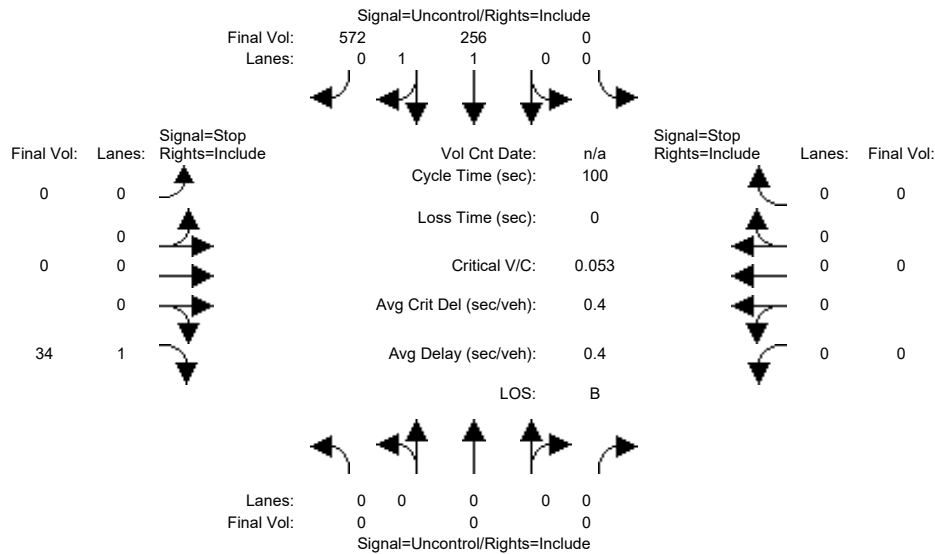 Signal=Uncontrol/Rights=Include
Final Vol: 572 256 0
Lanes: 0 1 1 0 0
Signal=Stop Signal=Stop
Final Vol: Lanes: Rights=Include Vol Cnt Date: n/a Rights=Include Lanes: Final Vol:
Cycle Time (sec): 100
0 0 0 0
Loss Time (sec): 0
0 0
0 0 Critical V/C: 0.053 0 0
0 Avg Crit Del (sec/veh): 0.4 0
34 1 Avg Delay (sec/veh): 0.4 0 0
LOS: B
Lanes: 0 0 0 0 0
Final Vol: 0 0 0
Signal=Uncontrol/Rights=Include